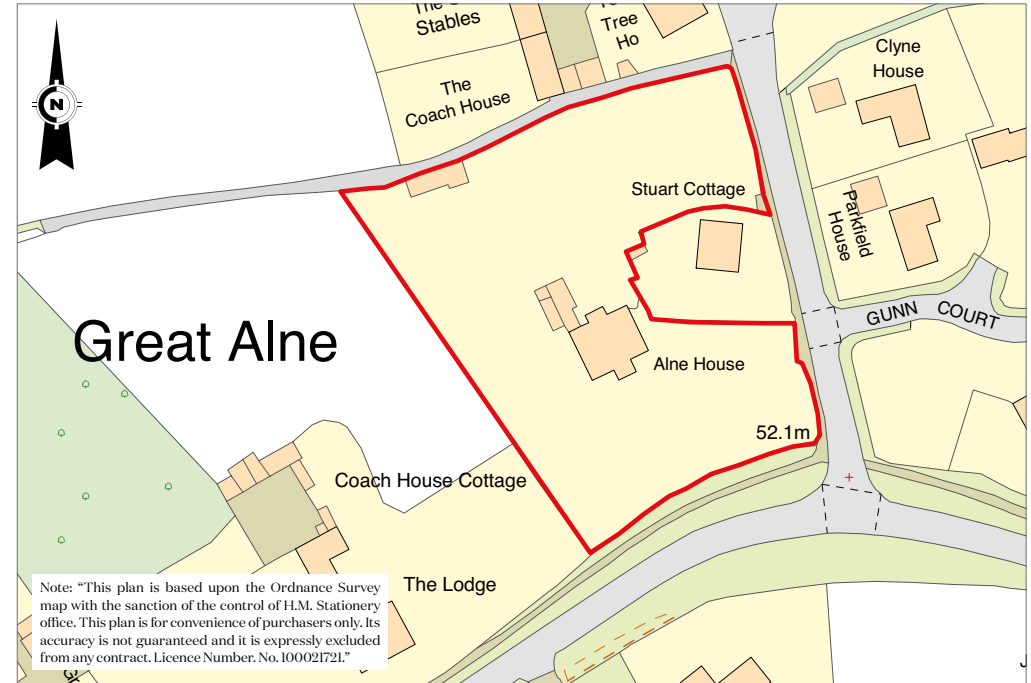 Stables
Tree
Ho
Clyne
House
The
Coach House
N
Stuart Cottage
Parkfield
House
GUNN COURT
Great Alne
Alne House
52.1m
Coach House Cottage
The Lodge
Note: “This plan is based upon the Ordnance Survey
map with the sanction of the control of H.M. Stationery
office. This plan is for convenience of purchasers only. Its
accuracy is not guaranteed and it is expressly excluded
from any contract. Licence Number. No. 100021721.”